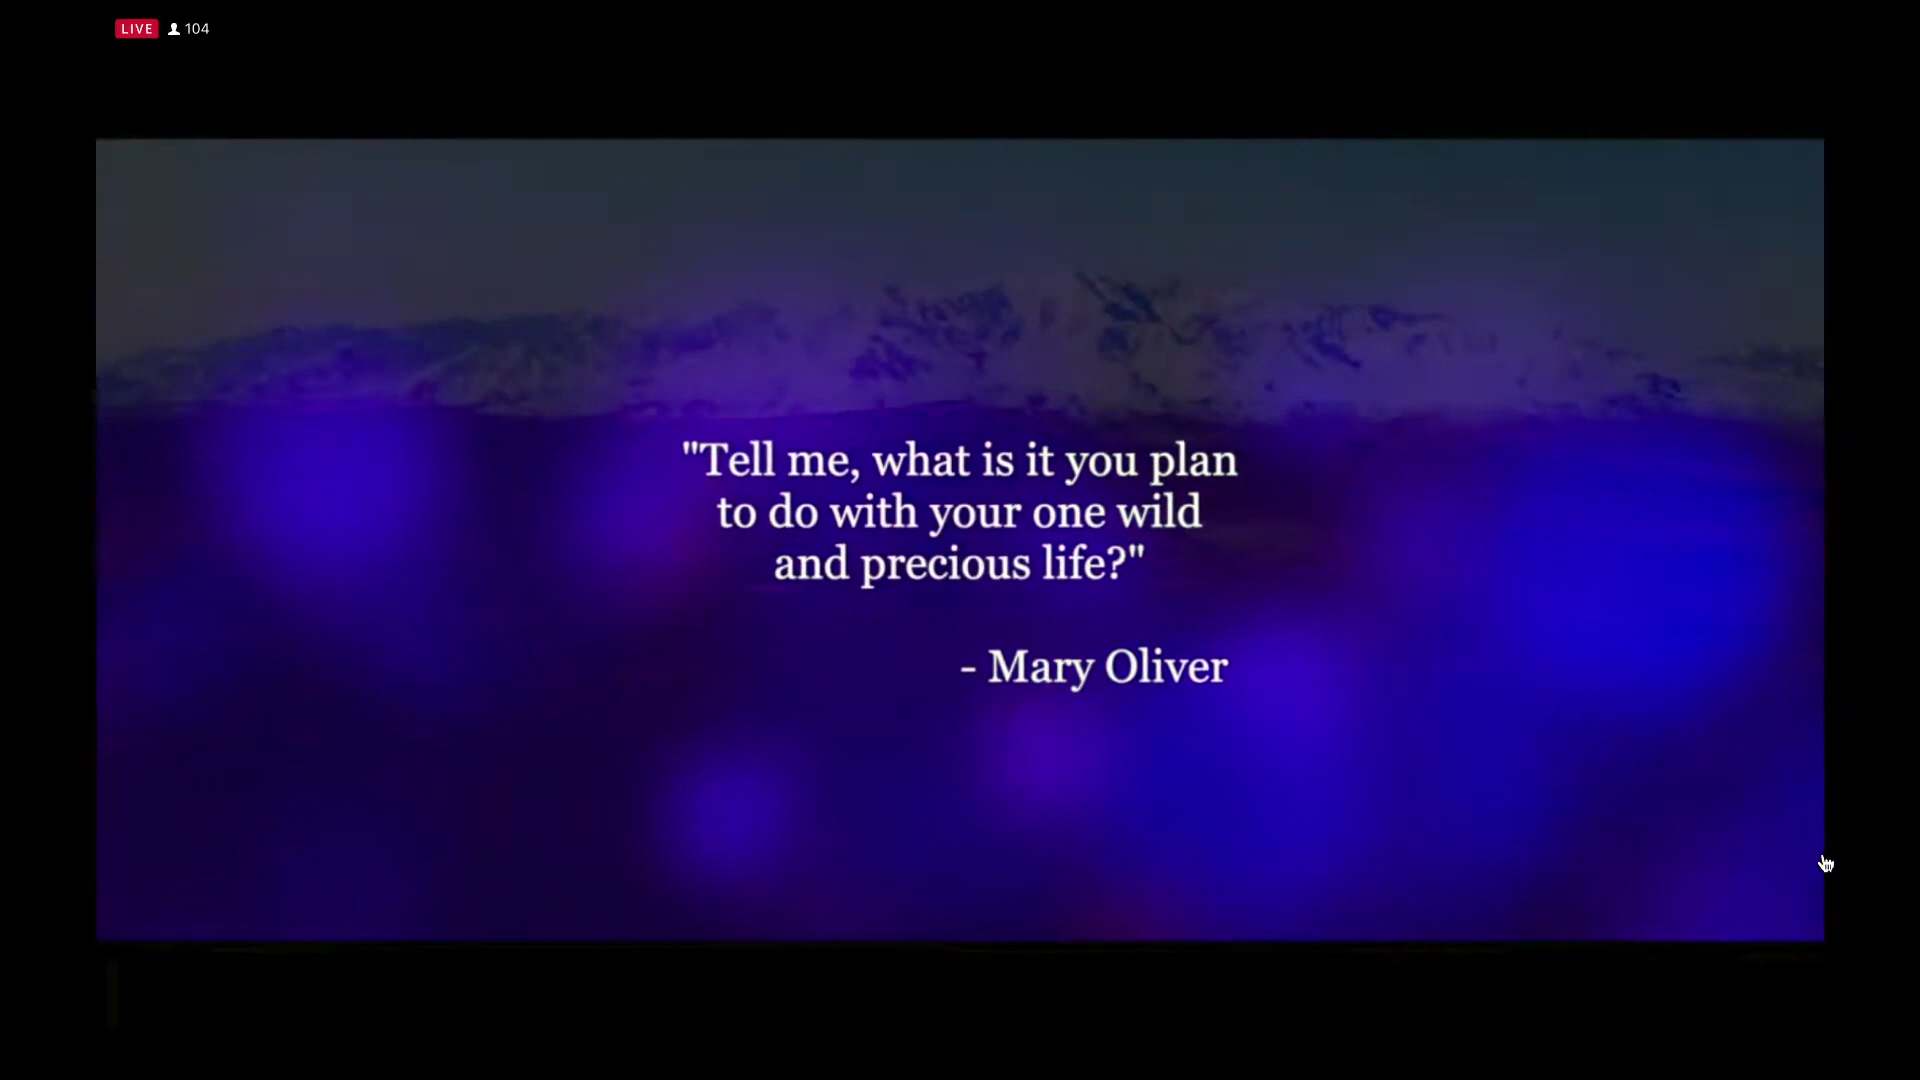 LIVE 104
"Tell me, what is it you plan
to do with your one wild
and precious life?"
- Mary Oliver